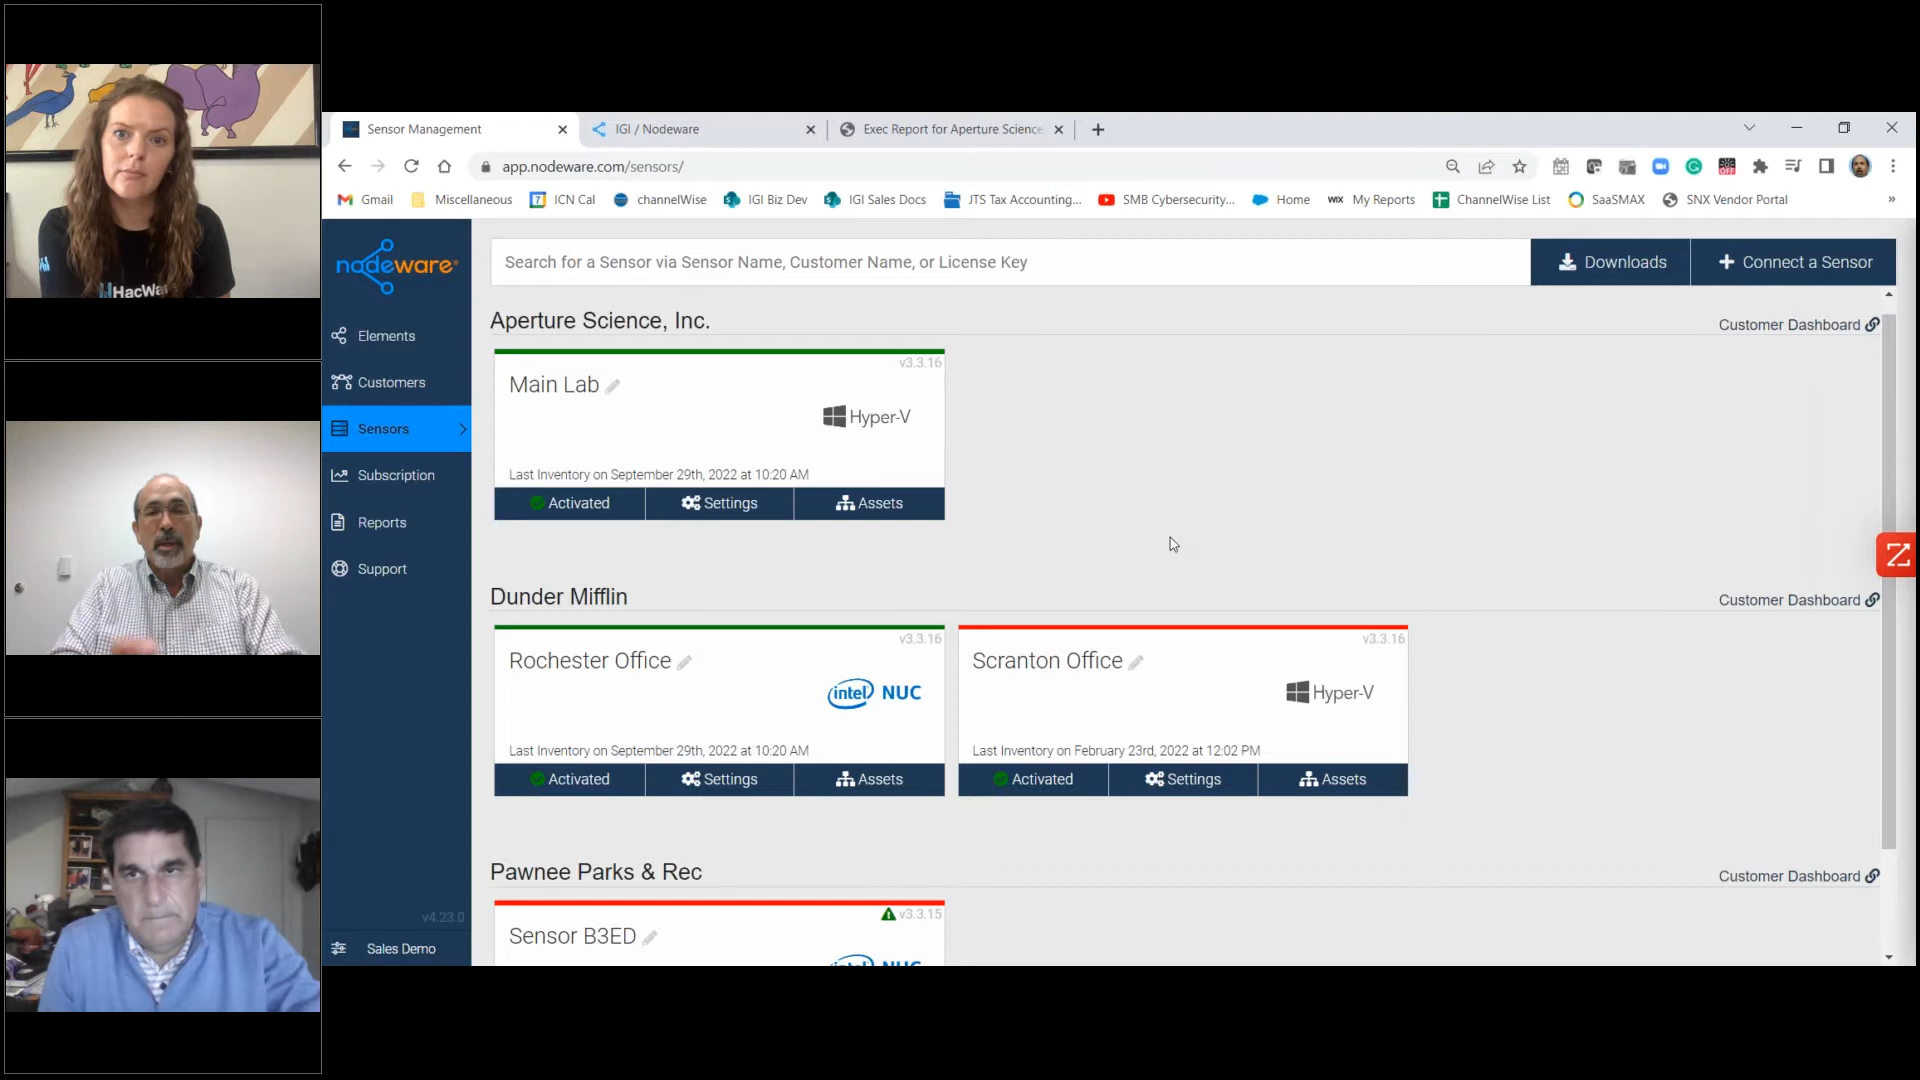 Sensor Management
IGI / Nodeware
Exec Report for Aperture Science
app.nodeware.com/sensors/
Gmail
Miscellaneous
7 ICN Cal
channelWise
IGI Biz Dev
IGI Sales Docs
JTS Tax Accounting...
SMB Cybersecurity...
Home
WIX My Reports
ChannelWise List
SaaSMAX
SNX Vendor Portal
»
OFF
nodeware
Search for a Sensor via Sensor Name, Customer Name, or License Key
Downloads
Connect a Sensor
Elements
Customers
Sensors
Subscription
Reports
Support
v4.23.0
Sales Demo
Aperture Science, Inc.
Customer Dashboard
v3.3.16
Main Lab
Hyper-V
Last Inventory on September 29th, 2022 at 10:20 AM
Activated
Settings
Assets
Dunder Mifflin
Customer Dashboard
v3.3.16
Rochester Office
intel NUC
Last Inventory on September 29th, 2022 at 10:20 AM
Activated
Settings
Assets
v3.3.16
Scranton Office
Hyper-V
Last Inventory on February 23rd, 2022 at 12:02 PM
Activated
Settings
Assets
Pawnee Parks & Rec
Customer Dashboard
v3.3.15
Sensor B3ED
intel NUC
HacWa